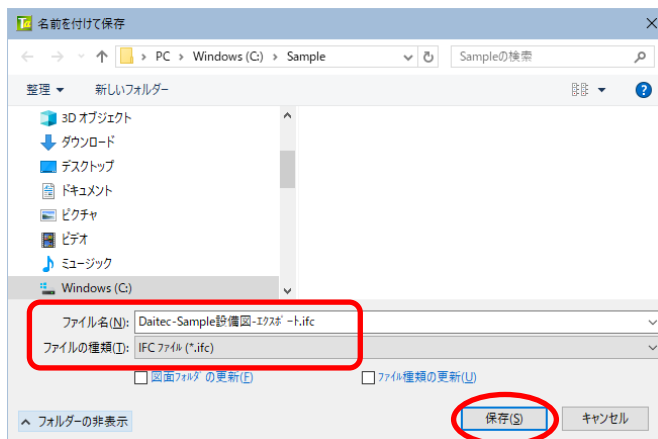 名前を付けて保存
PC > Windows (C:) > Sample
Sampleの検索
整理
新しいフォルダー
3D オブジェクト
ダウンロード
デスクトップ
ドキュメント
ピクチャ
ビデオ
ミュージック
Windows (C:)
ファイル名(N): Daitec-Sample設備図-ｴｸｽﾎﾟｰﾄ.ifc
ファイルの種類(T): IFC ﾌｧｲﾙ (*.ifc)
図面ﾌｫﾙﾀﾞの更新(F)
ﾌｧｲﾙ種類の更新(U)
フォルダーの非表示
保存(S)
キャンセル